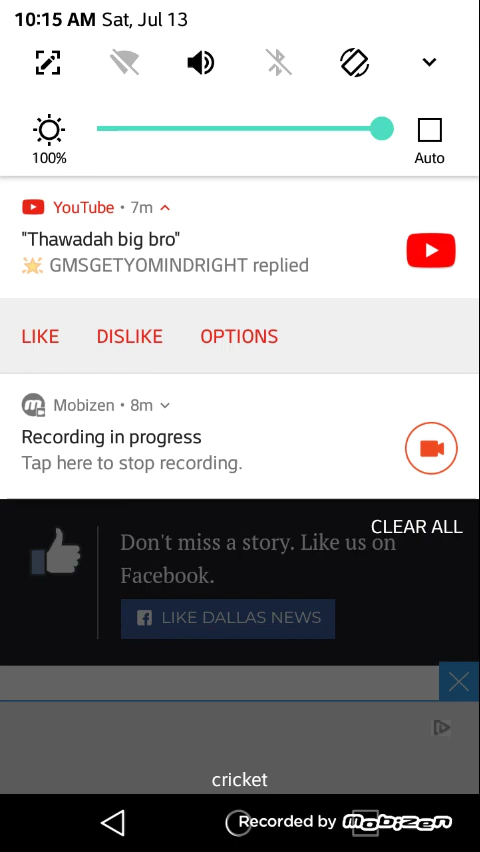 10:15 AM Sat, Jul 13
100%
Auto
YouTube • 7m
"Thawadah big bro"
🌟 GMSGETYOMINDRIGHT replied
LIKE DISLIKE OPTIONS
Mobizen • 8m
Recording in progress
Tap here to stop recording.
CLEAR ALL
Don't miss a story. Like us on
Facebook.
LIKE DALLAS NEWS
cricket
Recorded by Mobizen